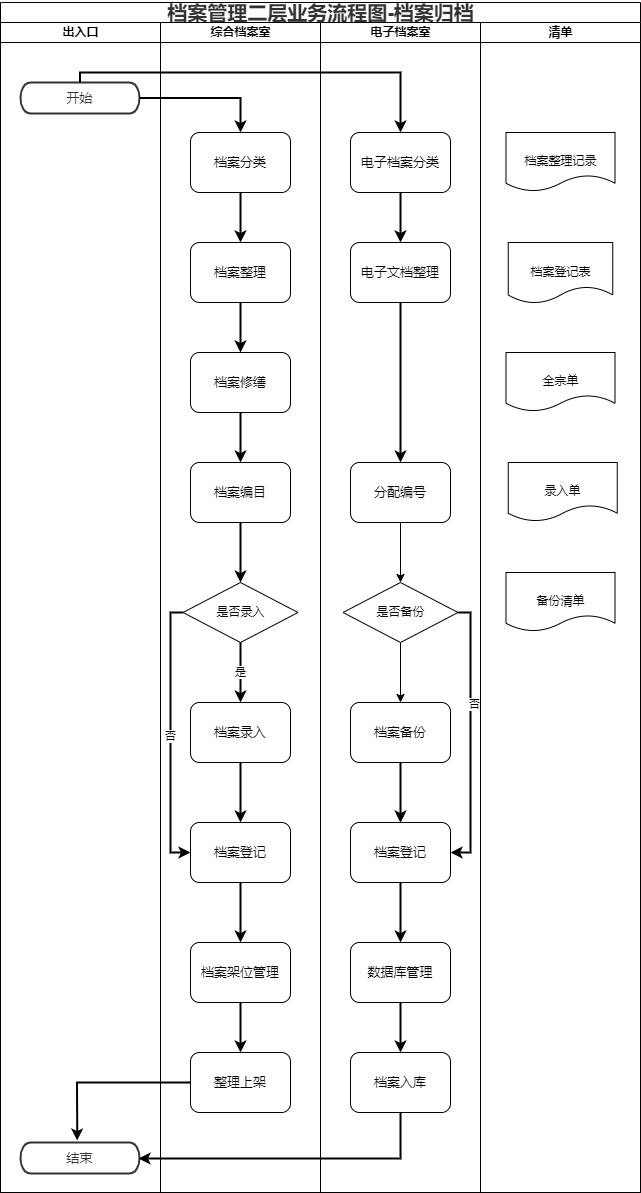 档案管理二层业务流程图-档案归档
出入口
综合档案室
电子档案室
清单
开始
档案分类
电子档案分类
档案整理记录
档案整理
电子文档整理
档案登记表
档案修缮
全宗单
档案编目
分配编号
录入单
是否录入
是否备份
备份清单
是
否
否
档案录入
档案备份
档案登记
档案登记
档案架位管理
数据库管理
整理上架
档案入库
结束